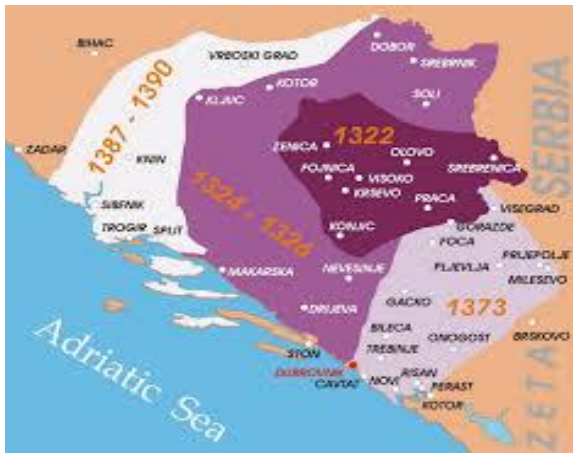 BIHAC
VRBOSKI GRAD
DOBOR
SREBRNIK
KOTOR
KLJUC
SOLI
1387 - 1390
1322
ZENICA
OLOVO
ZADAR
KNIN
FOJNICA
VISOKO
SREBRENICA
KRSEVO
SERBIA
1324 - 1326
PRACA
VISEGRAD
SIBENIK
GORAZDE
TROGIR
SPLIT
KONJIC
FOCA
PRIJEPOLJE
MAKARSKA
NEVESINJE
PLJEVLJA
MILESEVO
GACKO
1373
DRIJEVA
BILECA
ONOGOST
BRSKOVO
STON
TREBINJE
DUBROVNIK
CAVTAT
NOVI
RISAN
PERAST
KOTOR
ZETA
Adriatic Sea